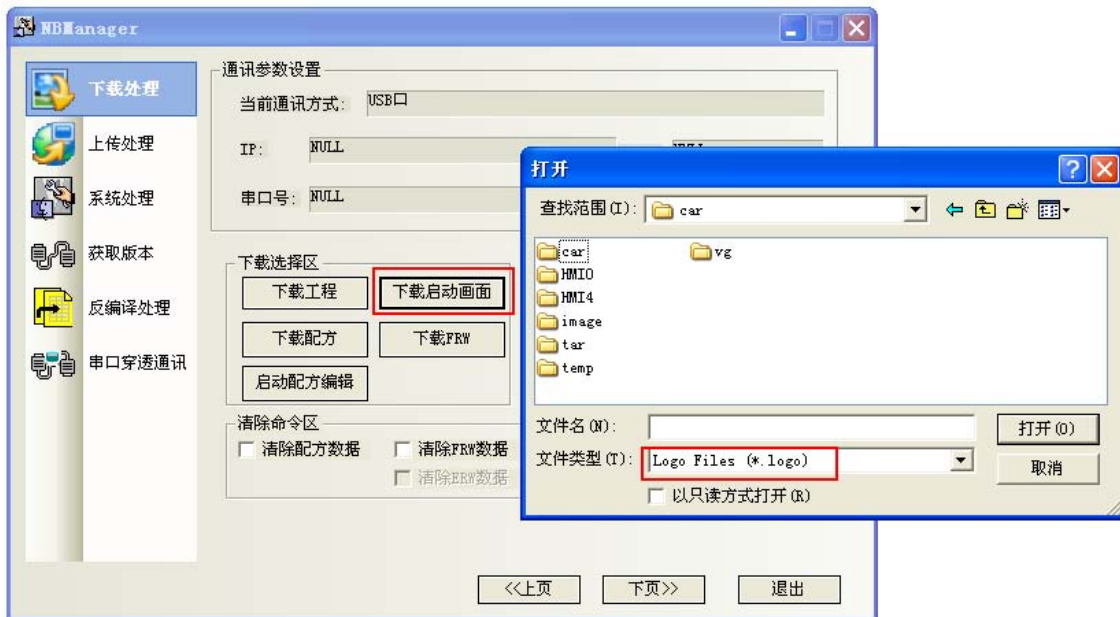 NBManager
下载处理
上传处理
系统处理
获取版本
反编译处理
串口穿透通讯
通讯参数设置
当前通讯方式: USB口
IP: NULL
串口号: NULL
下载选择区
下载工程 下载启动画面
下载配方 下载FRW
启动配方编辑
清除命令区
清除配方数据 清除FRW数据
清除ERW数据
<<上页 下页>> 退出
打开
查找范围(I): car
car vg
HMI0
HMI4
image
tar
temp
文件名(N): 打开(O)
文件类型(T): Logo Files (*.logo) 取消
以只读方式打开(R)